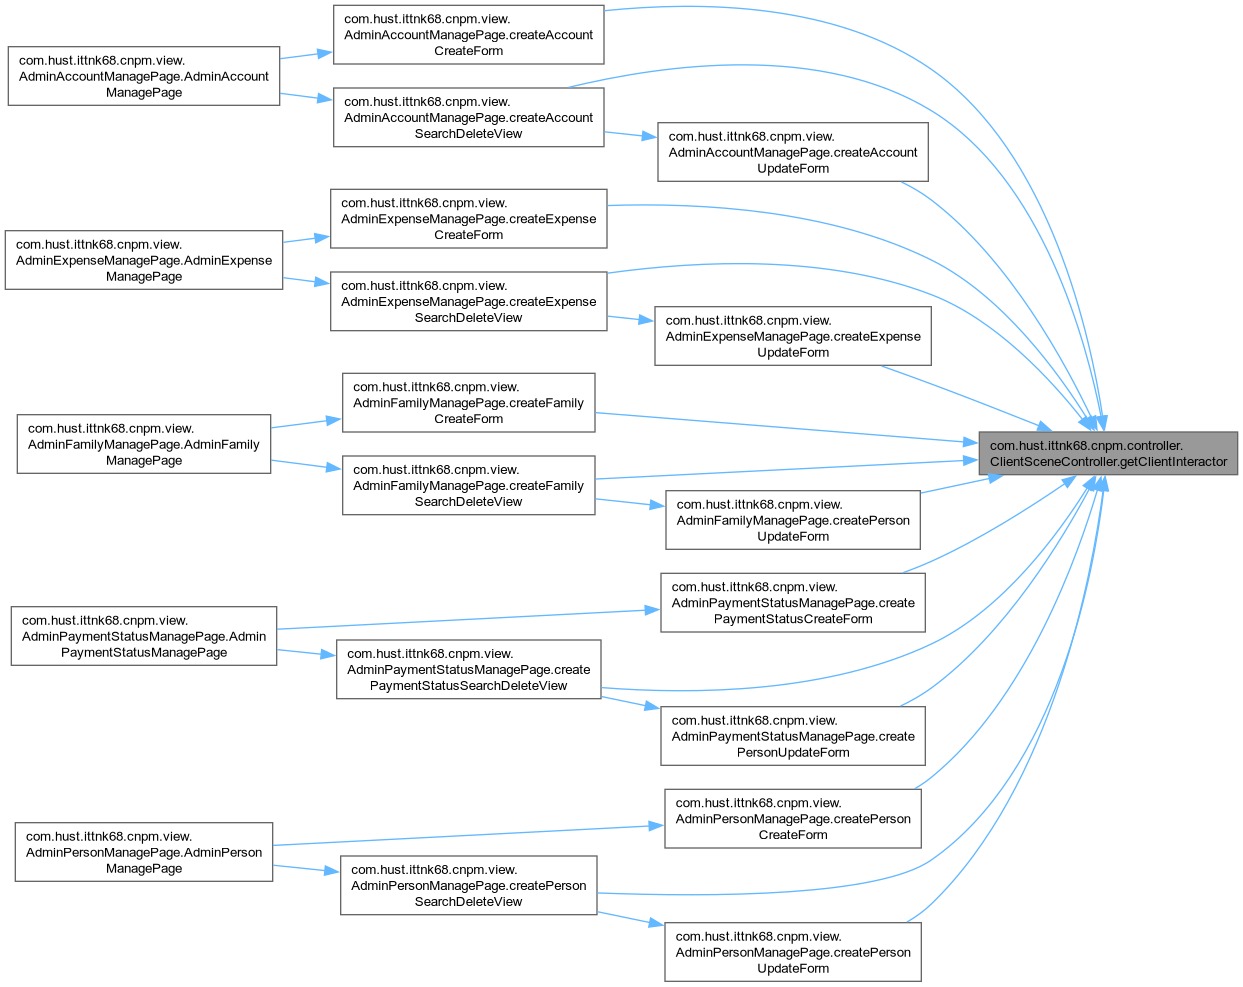 com.hust.ittnk68.cnpm.view.
AdminAccountManagePage.createAccount
CreateForm
com.hust.ittnk68.cnpm.view.
AdminAccountManagePage.AdminAccount
ManagePage
com.hust.ittnk68.cnpm.view.
AdminAccountManagePage.createAccount
SearchDeleteView
com.hust.ittnk68.cnpm.view.
AdminAccountManagePage.createAccount
UpdateForm
com.hust.ittnk68.cnpm.view.
AdminExpenseManagePage.createExpense
CreateForm
com.hust.ittnk68.cnpm.view.
AdminExpenseManagePage.AdminExpense
ManagePage
com.hust.ittnk68.cnpm.view.
AdminExpenseManagePage.createExpense
SearchDeleteView
com.hust.ittnk68.cnpm.view.
AdminExpenseManagePage.createExpense
UpdateForm
com.hust.ittnk68.cnpm.view.
AdminFamilyManagePage.createFamily
CreateForm
com.hust.ittnk68.cnpm.view.
AdminFamilyManagePage.AdminFamily
ManagePage
com.hust.ittnk68.cnpm.controller.
ClientSceneController.getClientInteractor
com.hust.ittnk68.cnpm.view.
AdminFamilyManagePage.createFamily
SearchDeleteView
com.hust.ittnk68.cnpm.view.
AdminFamilyManagePage.createPerson
UpdateForm
com.hust.ittnk68.cnpm.view.
AdminPaymentStatusManagePage.create
PaymentStatusCreateForm
com.hust.ittnk68.cnpm.view.
AdminPaymentStatusManagePage.Admin
PaymentStatusManagePage
com.hust.ittnk68.cnpm.view.
AdminPaymentStatusManagePage.create
PaymentStatusSearchDeleteView
com.hust.ittnk68.cnpm.view.
AdminPaymentStatusManagePage.create
PersonUpdateForm
com.hust.ittnk68.cnpm.view.
AdminPersonManagePage.createPerson
CreateForm
com.hust.ittnk68.cnpm.view.
AdminPersonManagePage.AdminPerson
ManagePage
com.hust.ittnk68.cnpm.view.
AdminPersonManagePage.createPerson
SearchDeleteView
com.hust.ittnk68.cnpm.view.
AdminPersonManagePage.createPerson
UpdateForm